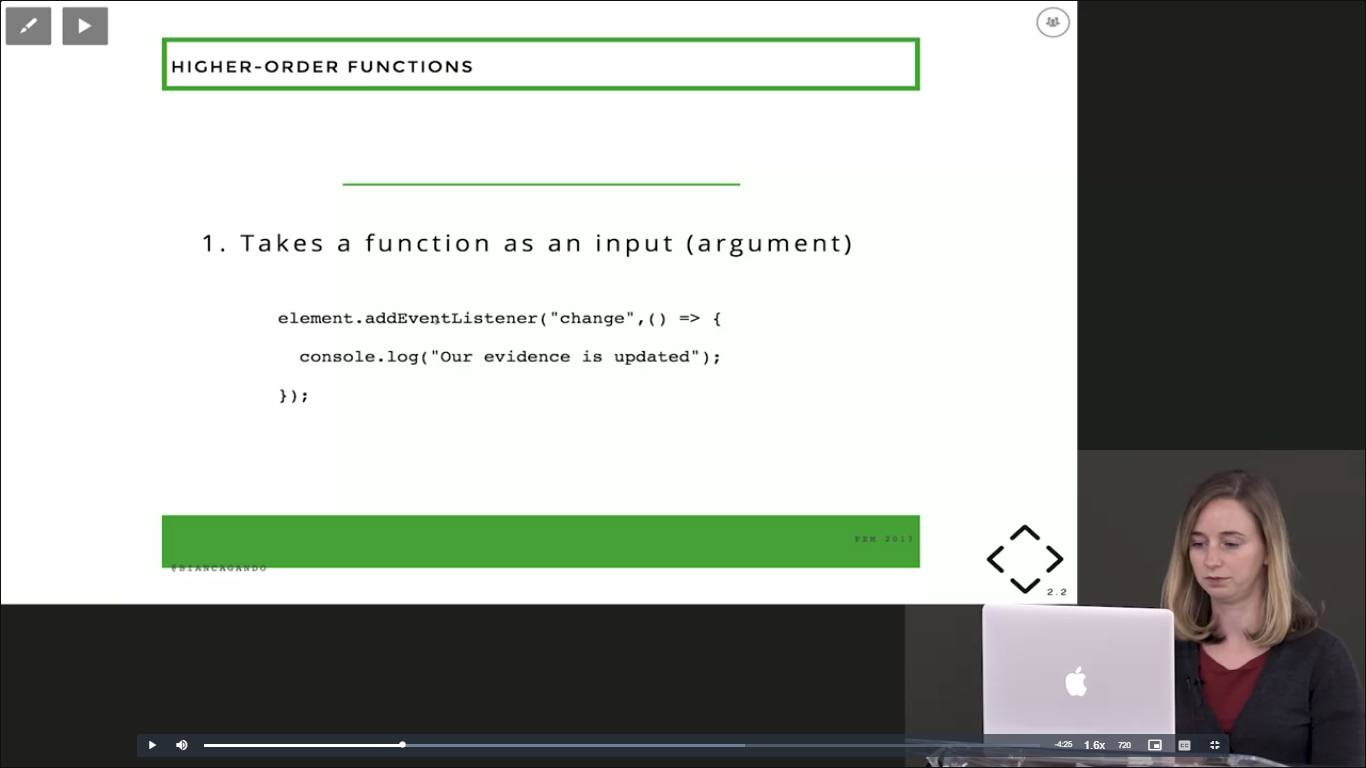 HIGHER-ORDER FUNCTIONS
1. Takes a function as an input (argument)
element.addEventListener("change",() => {
console.log("Our evidence is updated");
});
FEM 2017
@BIANCAGANDO
2.2
-4:25 1.6x 720 CC